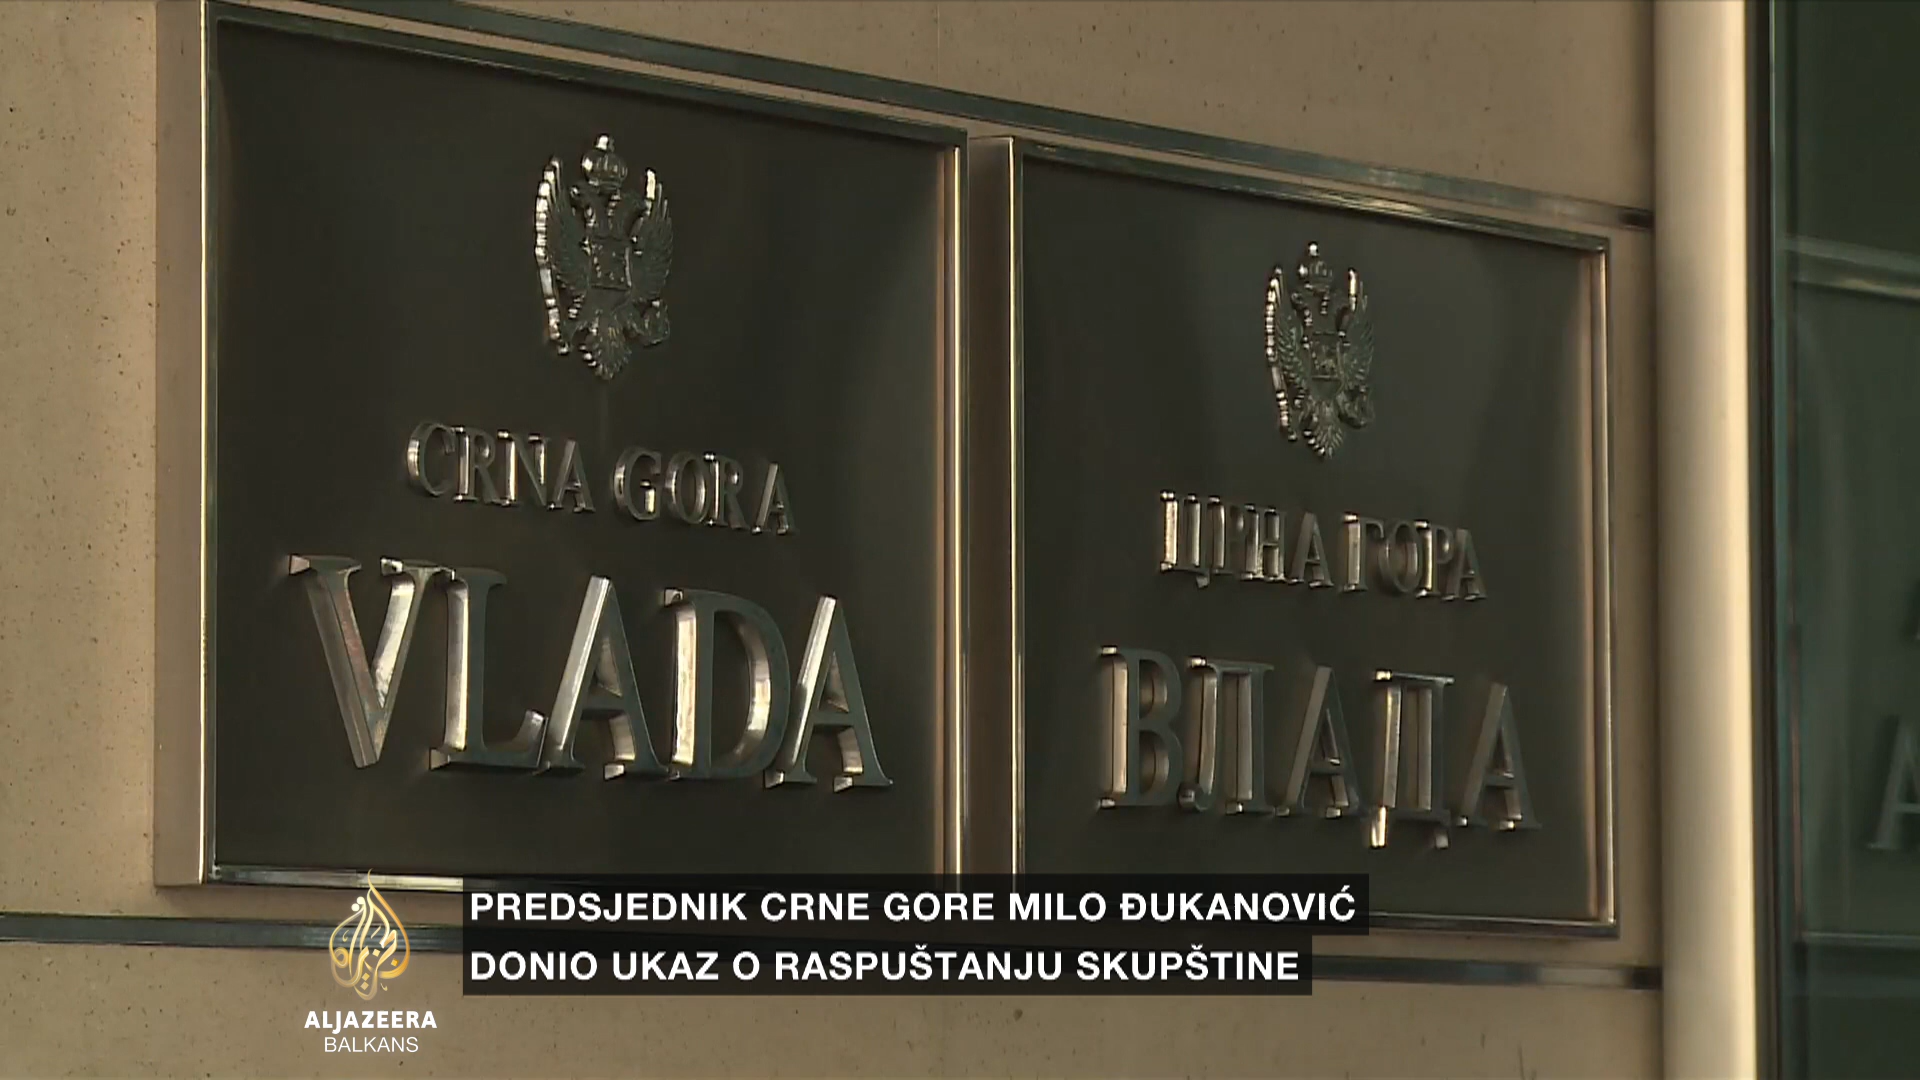 CRNA GORA
VLADA
ЦРНА ГОРА
ВЛАДА
PREDSJEDNIK CRNE GORE MILO ĐUKANOVIĆ
DONIO UKAZ O RASPUŠTANJU SKUPŠTINE
ALJAZEERA
BALKANS